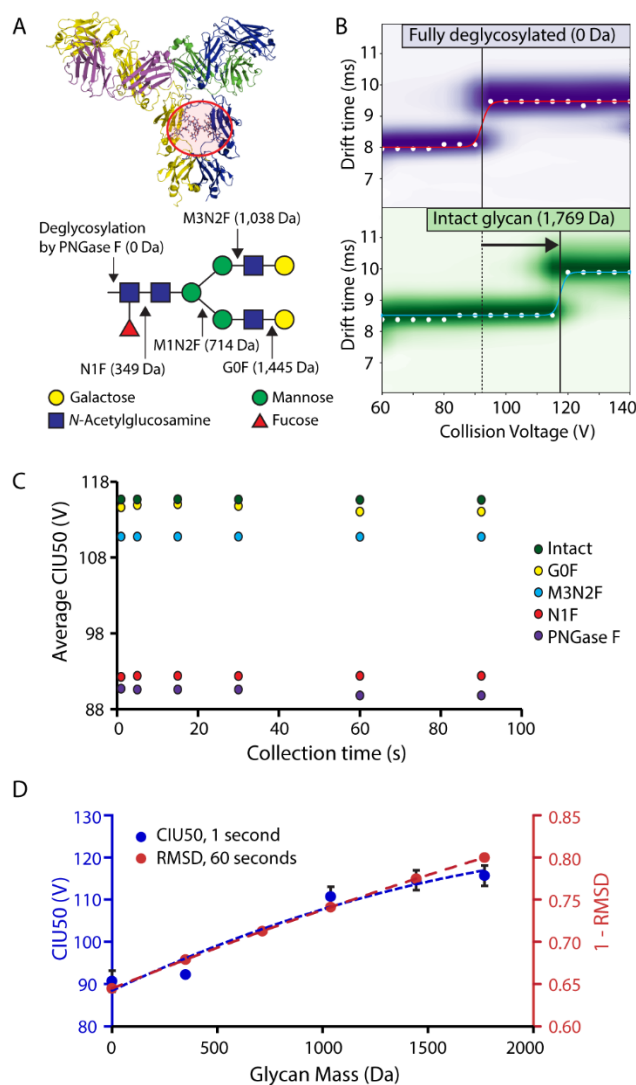 A
M3N2F (1,038 Da)
Deglycosylation
by PNGase F (0 Da)
M1N2F (714 Da)
N1F (349 Da)
G0F (1,445 Da)
Galactose
Mannose
N-Acetylglucosamine
Fucose
B
Fully deglycosylated (0 Da)
Drift time (ms)
11
10
9
8
7
Intact glycan (1,769 Da)
Drift time (ms)
11
10
9
8
7
60
80
100
120
140
Collision Voltage (V)
C
Average CIU50 (V)
118
108
98
88
0
20
40
60
80
100
Collection time (s)
Intact
G0F
M3N2F
N1F
PNGase F
D
CIU50 (V)
130
120
110
100
90
80
CIU50, 1 second
RMSD, 60 seconds
0.85
0.80
0.75
0.70
0.65
0.60
1 - RMSD
0
500
1000
1500
2000
Glycan Mass (Da)